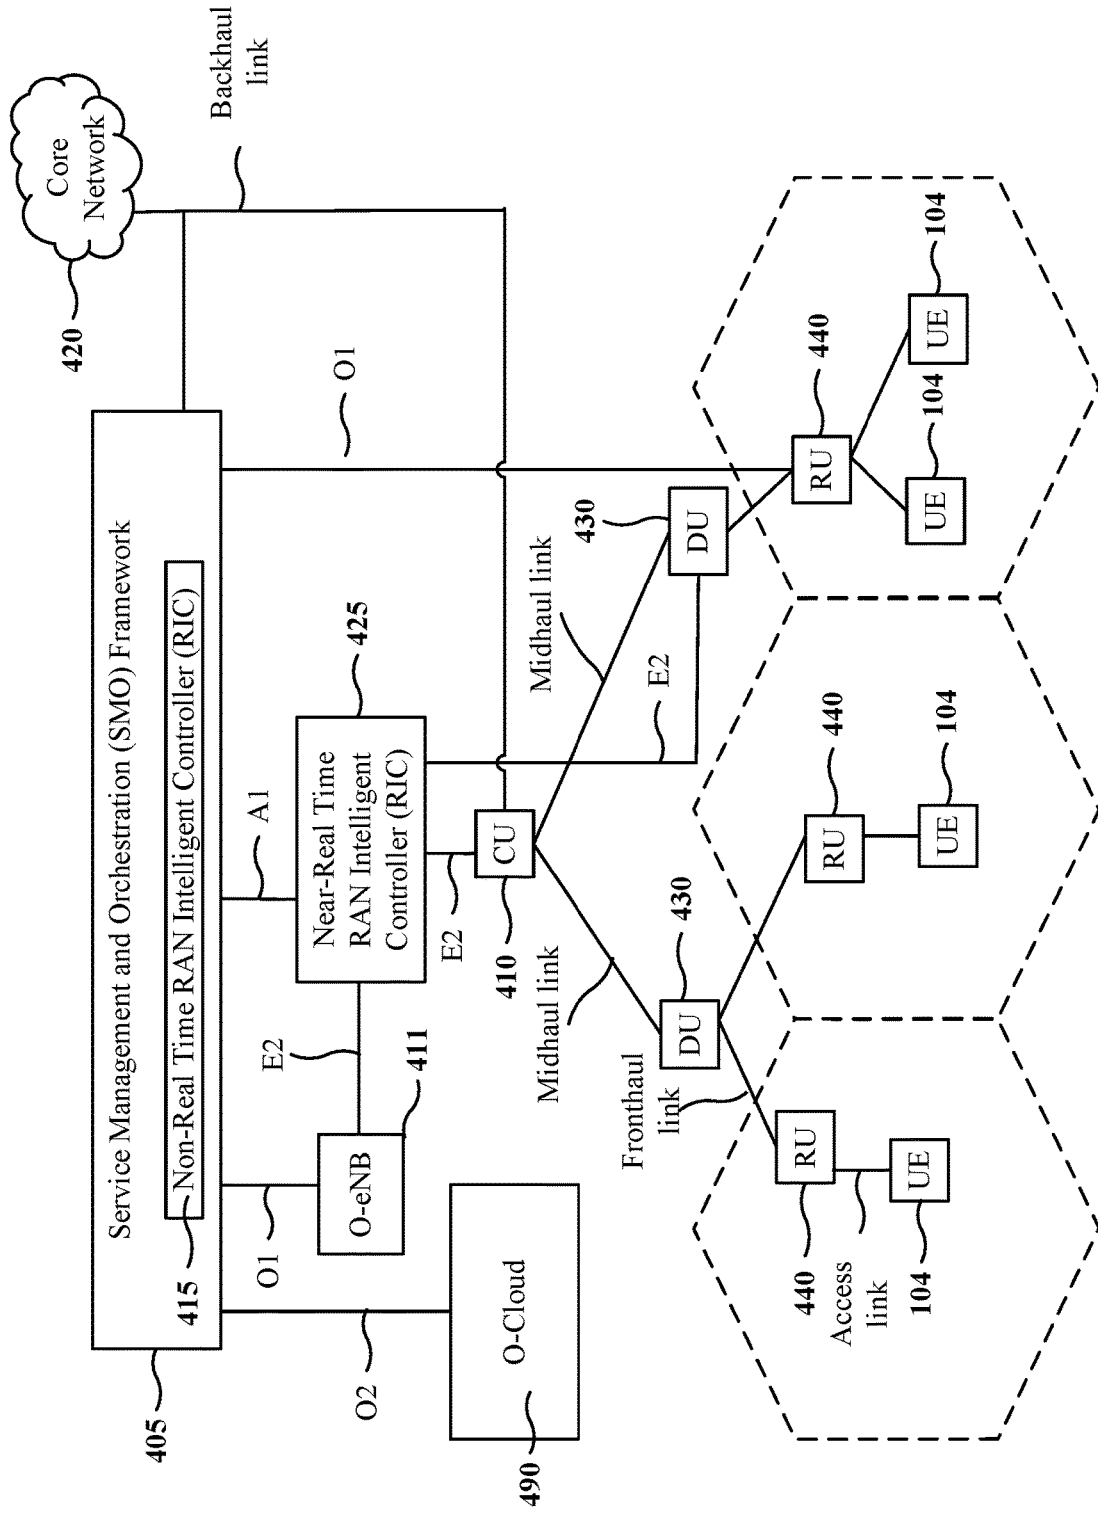 Service Management and Orchestration (SMO) Framework
405
415
Non-Real Time RAN Intelligent Controller (RIC)
Core
Network
420
Backhaul
link
O2
O1
A1
O1
O-eNB
411
E2
Near-Real Time
RAN Intelligent
Controller (RIC)
425
O-Cloud
490
E2
CU
410
E2
Midhaul link
Midhaul link
DU
430
DU
430
Fronthaul
link
RU
440
RU
440
RU
440
Access
link
UE
104
UE
104
UE
104
UE
104